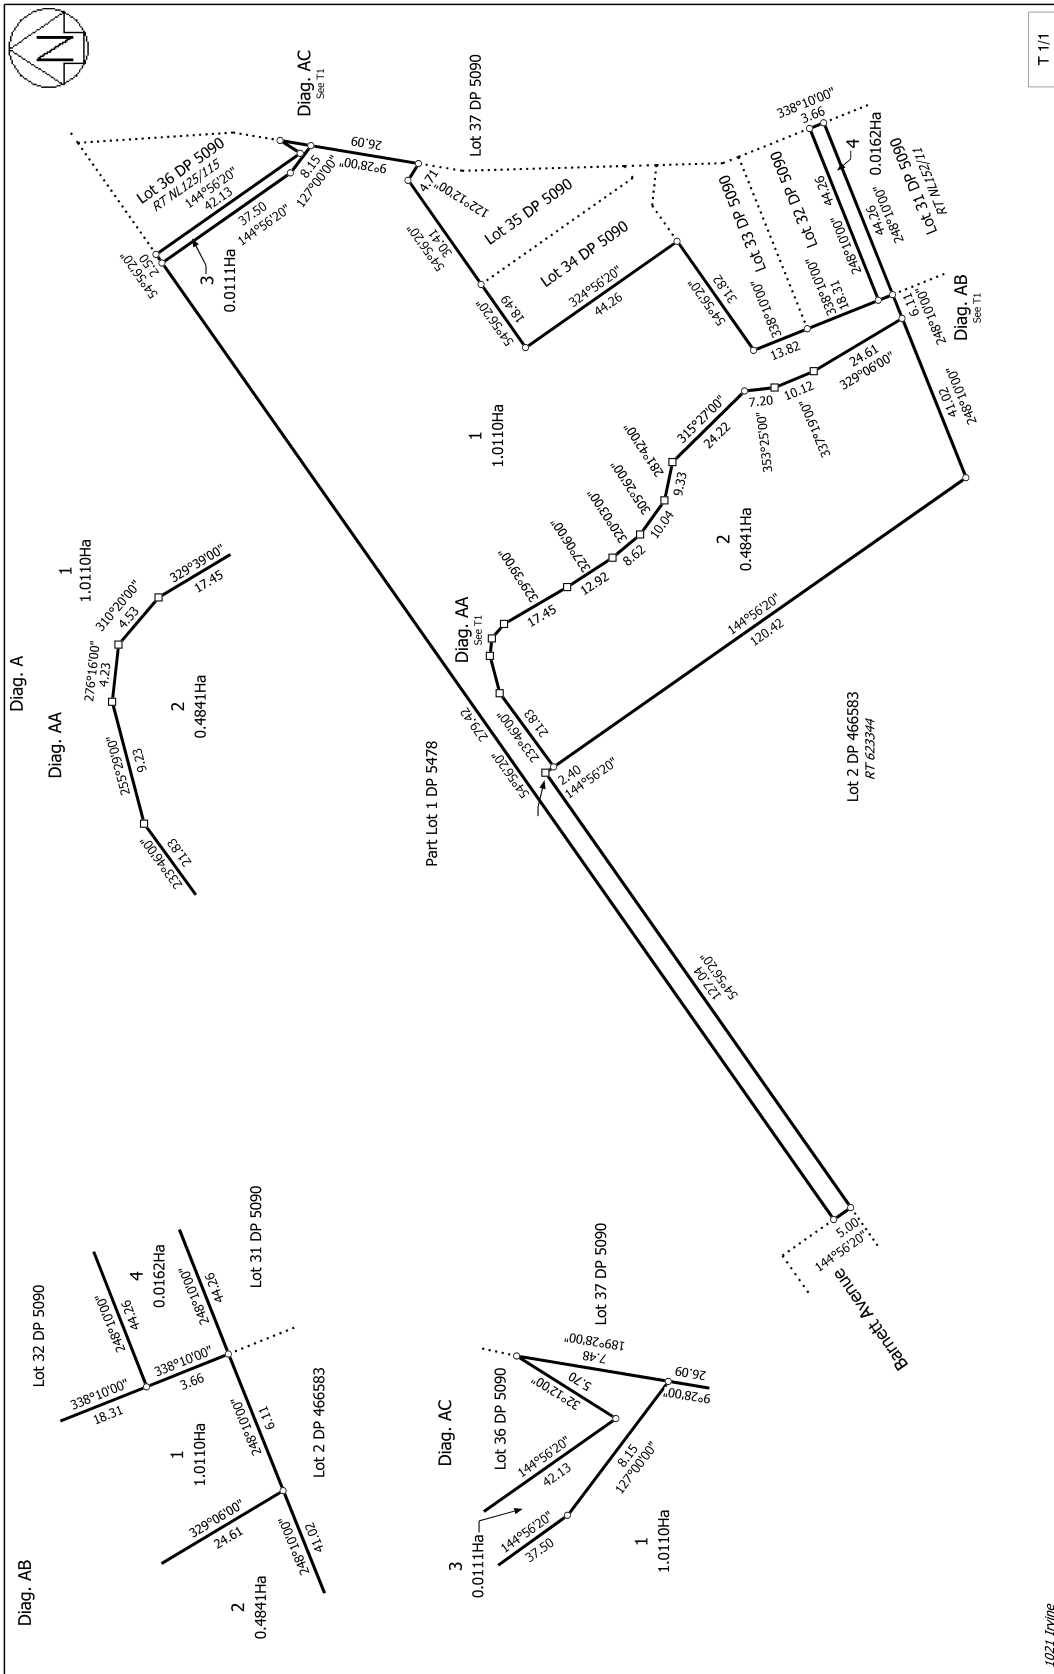 Diag. A
Diag. AB
Lot 32 DP 5090
338°10'00"
18.31
248°10'00"
44.26
4
0.0162Ha
338°10'00"
3.66
248°10'00"
44.26
Lot 31 DP 5090
1
1.0110Ha
248°10'00"
6.11
Lot 2 DP 466583
329°06'00"
24.61
248°10'00"
41.02
2
0.4841Ha
Diag. AA
1
1.0110Ha
233°46'00"
21.83
255°29'00"
9.23
276°16'00"
4.23
310°20'00"
4.53
329°39'00"
17.45
2
0.4841Ha
Diag. AC
Lot 36 DP 5090
Lot 37 DP 5090
144°56'20"
42.13
32°12'00"
5.70
189°28'00"
7.48
26.09
9°28'00"
8.15
127°00'00"
144°56'20"
37.50
3
0.0111Ha
1
1.0110Ha
Lot 36 DP 5090
RT NL125/115
144°56'20"
42.13
37.50
144°56'20"
54°56'20"
2.50
3
0.0111Ha
8.15
127°00'00"
Diag. AC
See T1
26.09
9°28'00"
Lot 37 DP 5090
4.71
122°12'00"
54°56'20"
30.41
Lot 35 DP 5090
54°56'20"
18.49
Lot 34 DP 5090
324°56'20"
44.26
54°56'20"
31.82
338°10'00"
13.82
Lot 33 DP 5090
Lot 32 DP 5090
338°10'00"
18.31
248°10'00"
44.26
338°10'00"
3.66
4
0.0162Ha
44.26
248°10'00"
Lot 31 DP 5090
RT NL152/11
6.11
248°10'00"
Diag. AB
See T1
24.61
329°06'00"
41.02
248°10'00"
10.12
337°19'00"
7.20
353°25'00"
315°27'00"
24.22
281°42'00"
9.33
305°26'00"
10.04
320°03'00"
8.62
327°06'00"
12.92
329°39'00"
17.45
Diag. AA
See T1
1
1.0110Ha
2
0.4841Ha
144°56'20"
120.42
233°46'00"
21.83
2.40
144°56'20"
54°56'20"
279.42
Part Lot 1 DP 5478
Lot 2 DP 466583
RT 623344
127.04
54°56'20"
5.00
144°56'20"
Barnett Avenue
N
T 1/1
1021 Irvine